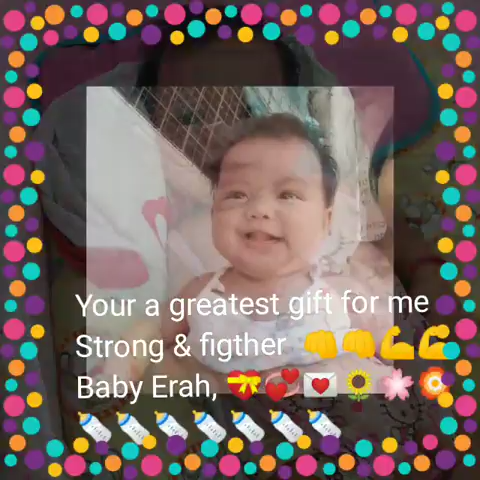 Your a greatest gift for me
Strong & figther 👊👊💪💪
Baby Erah, 💝💞💌🌻🌸🏵️
🍼🍼🍼🍼🍼🍼🍼